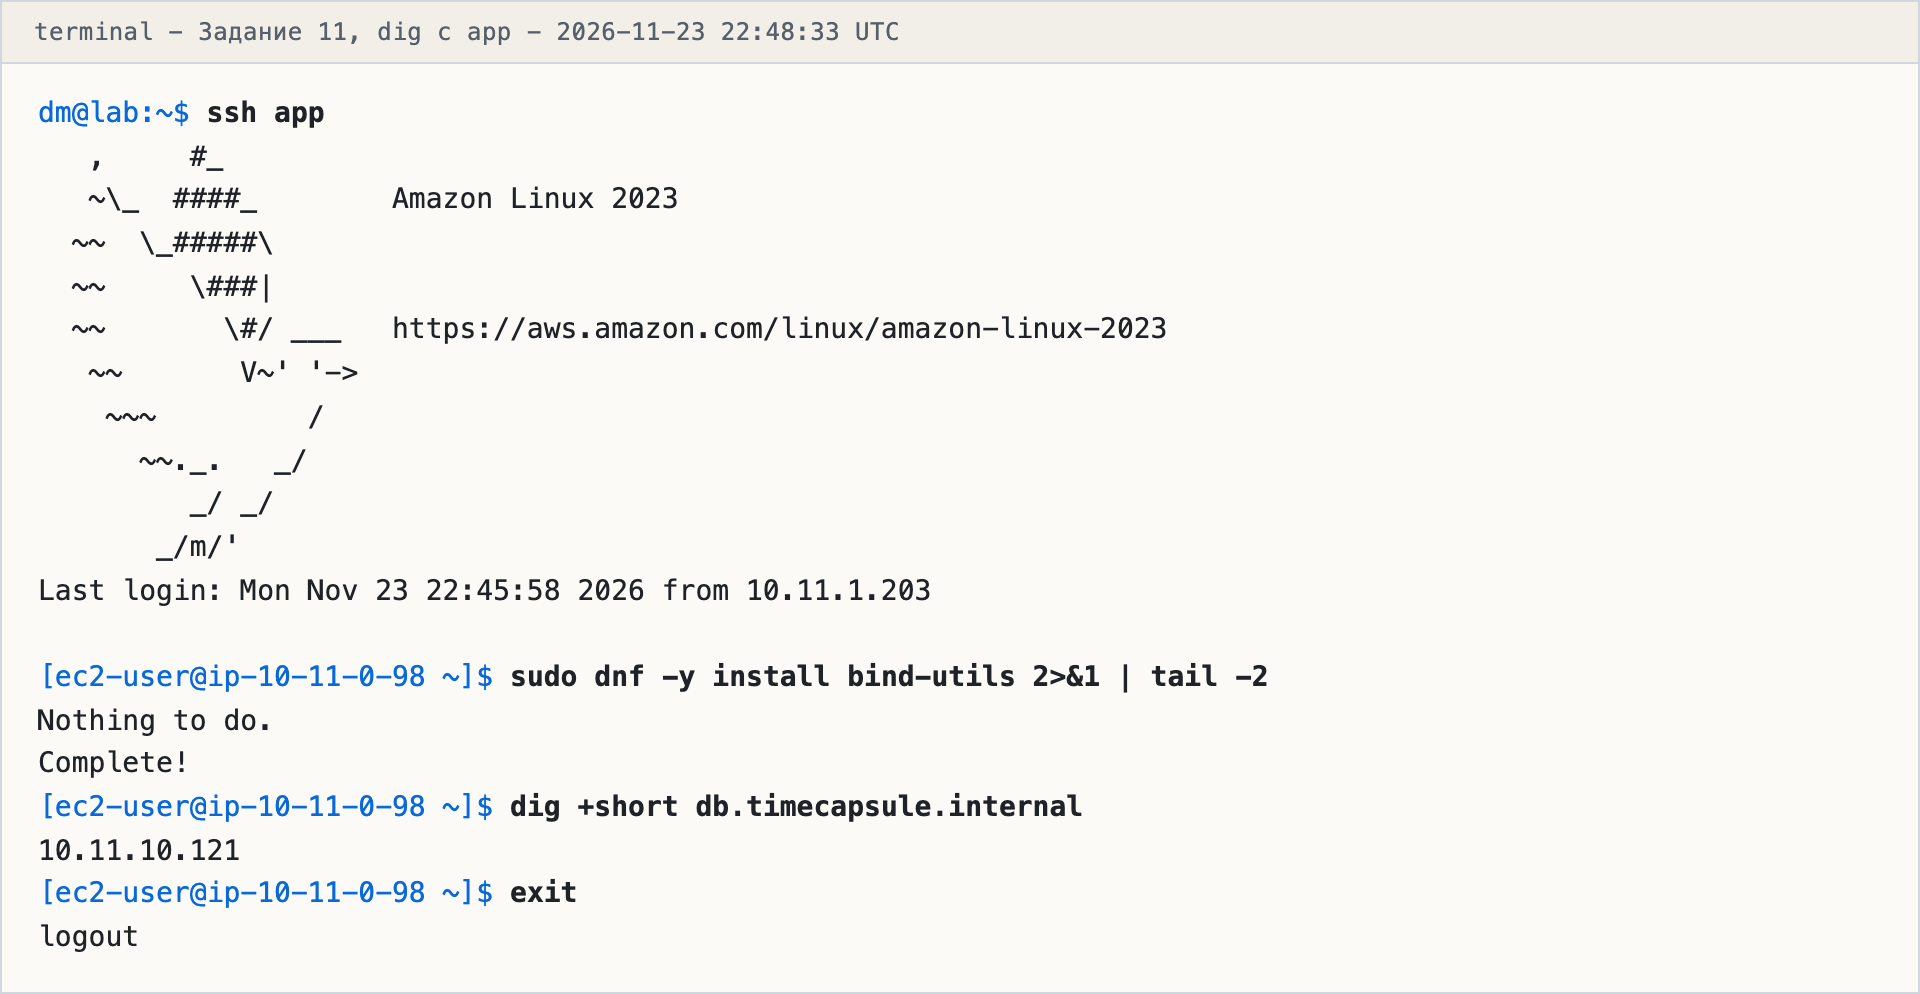 terminal — Задание 11, dig с app — 2026-11-23 22:48:33 UTC
dm@lab:~$ ssh app
   ,     #_
   ~\_  ####_        Amazon Linux 2023
  ~~  \_#####\
  ~~     \###|
  ~~       \#/ ___   https://aws.amazon.com/linux/amazon-linux-2023
   ~~       V~' '->
    ~~~         /
      ~~._.   _/
         _/ _/
       _/m/'
Last login: Mon Nov 23 22:45:58 2026 from 10.11.1.203
[ec2-user@ip-10-11-0-98 ~]$ sudo dnf -y install bind-utils 2>&1 | tail -2
Nothing to do.
Complete!
[ec2-user@ip-10-11-0-98 ~]$ dig +short db.timecapsule.internal
10.11.10.121
[ec2-user@ip-10-11-0-98 ~]$ exit
logout